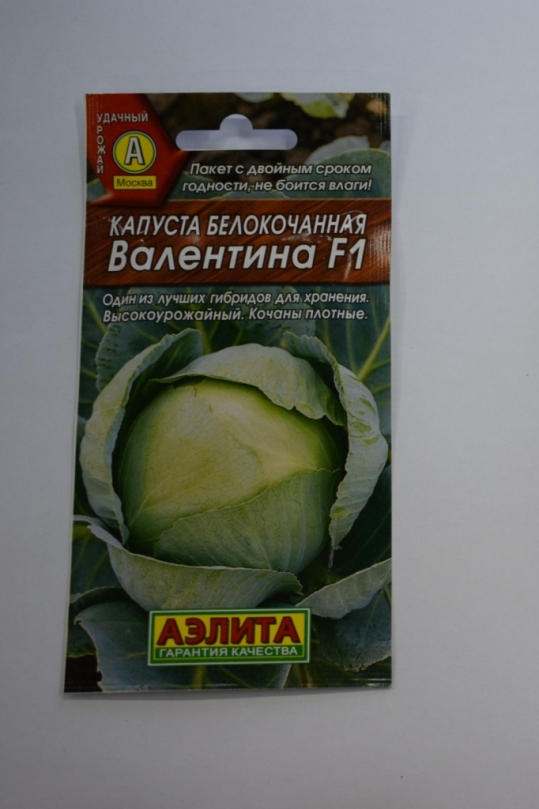 УДАЧНЫЙ
УРОЖАЙ
А
Москва
Пакет с двойным сроком
годности, не боится влаги!
КАПУСТА БЕЛОКОЧАННАЯ
Валентина F1
Один из лучших гибридов для хранения.
Высокоурожайный. Кочаны плотные.
АЭЛИТА
ГАРАНТИЯ КАЧЕСТВА